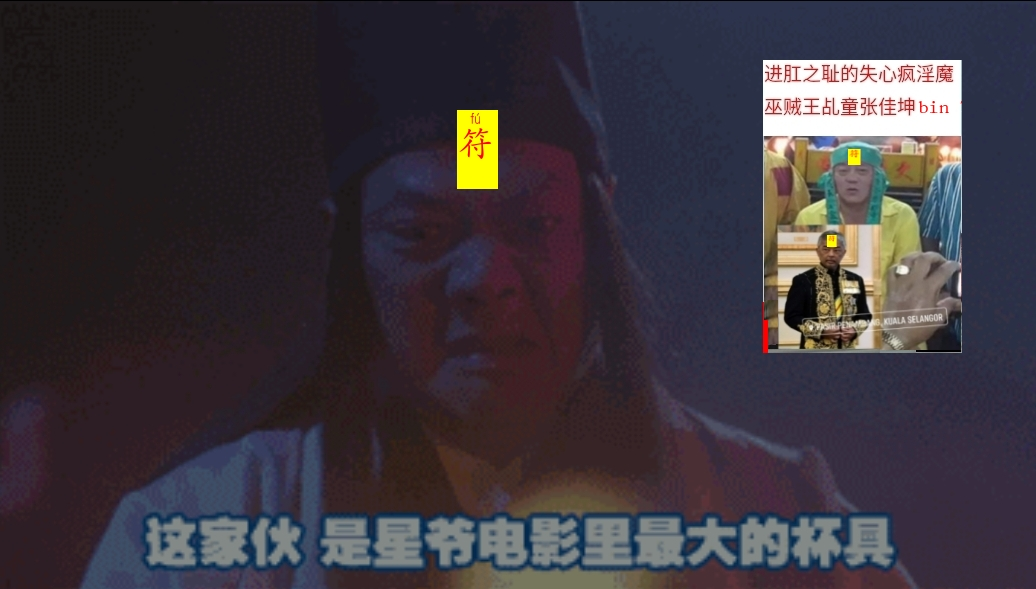 fú
符
进肛之耻的失心疯淫魔
巫贼王乩童张佳坤bin
符
符
KUALA SELANGOR
这家伙 是星爷电影里最大的杯具